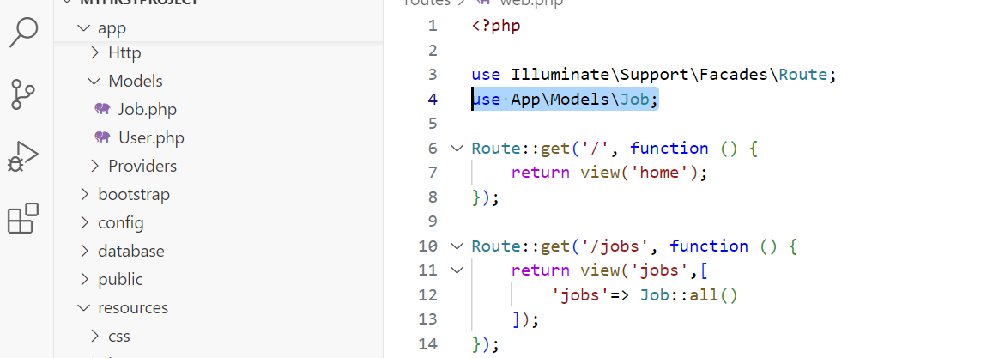 MYFIRSTPROJECT
app
Http
Models
Job.php
User.php
Providers
bootstrap
config
database
public
resources
css
routes > web.php
1 <?php
2
3 use Illuminate\Support\Facades\Route;
4 use App\Models\Job;
5
6 Route::get('/', function () {
7 return view('home');
8 });
9
10 Route::get('/jobs', function () {
11 return view('jobs',[
12 'jobs'=> Job::all()
13 ]);
14 });